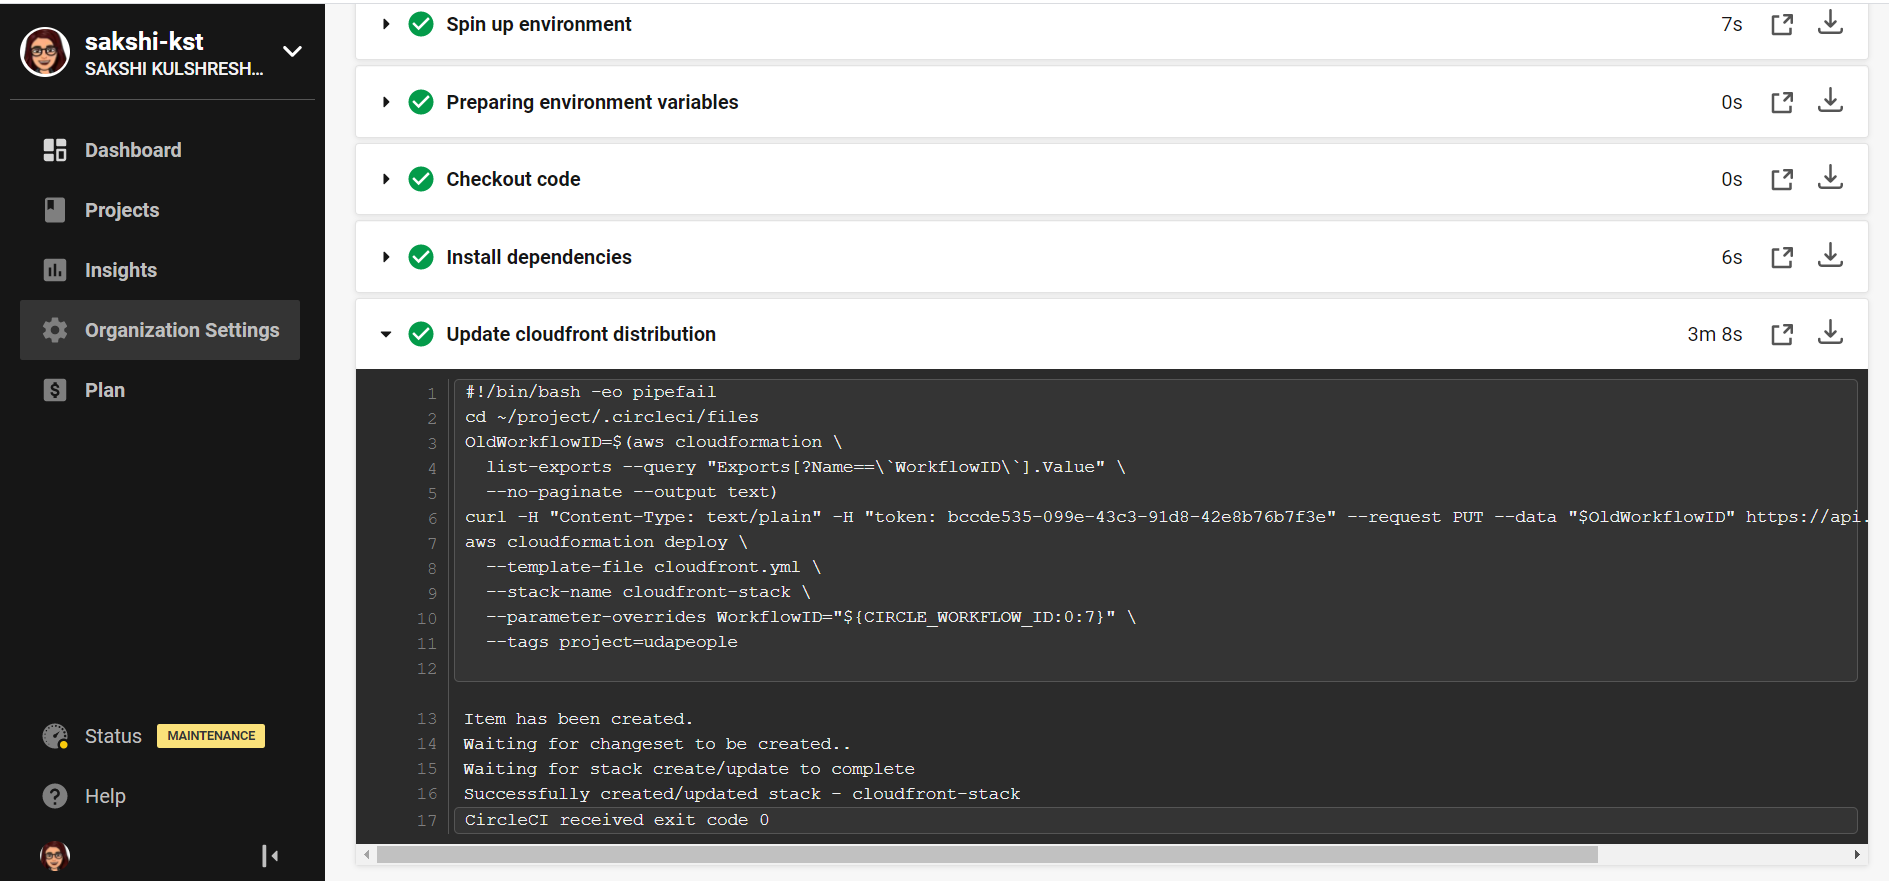 sakshi-kst
SAKSHI KULSHRESH...
Dashboard
Projects
Insights
Organization Settings
Plan
Status MAINTENANCE
Help
Spin up environment 7s
Preparing environment variables 0s
Checkout code 0s
Install dependencies 6s
Update cloudfront distribution 3m 8s
1 #!/bin/bash -eo pipefail
2 cd ~/project/.circleci/files
3 OldWorkflowID=$(aws cloudformation \
4 list-exports --query "Exports[?Name==\`WorkflowID\`].Value" \
5 --no-paginate --output text)
6 curl -H "Content-Type: text/plain" -H "token: bccde535-099e-43c3-91d8-42e8b76b7f3e" --request PUT --data "$OldWorkflowID" https://api.
7 aws cloudformation deploy \
8 --template-file cloudfront.yml \
9 --stack-name cloudfront-stack \
10 --parameter-overrides WorkflowID="${CIRCLE_WORKFLOW_ID:0:7}" \
11 --tags project=udapeople
12
13 Item has been created.
14 Waiting for changeset to be created..
15 Waiting for stack create/update to complete
16 Successfully created/updated stack - cloudfront-stack
17 CircleCI received exit code 0